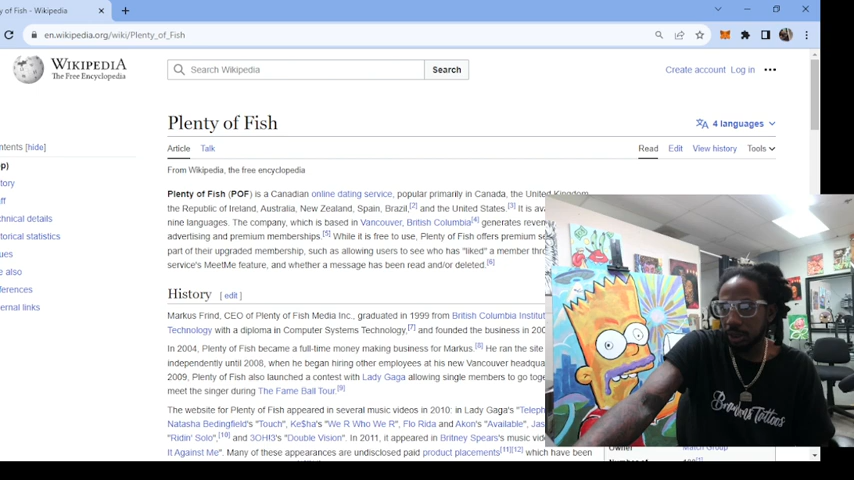 y of Fish - Wikipedia
en.wikipedia.org/wiki/Plenty_of_Fish
WIKIPEDIA
The Free Encyclopedia
Search Wikipedia
Search
Create account Log in
Plenty of Fish
4 languages
ntents [hide]
p)
tory
ff
chnical details
torical statistics
ues
e also
ferences
ernal links
Article Talk
Read Edit View history Tools
From Wikipedia, the free encyclopedia
Plenty of Fish (POF) is a Canadian online dating service, popular primarily in Canada, the United Kingdom,
the Republic of Ireland, Australia, New Zealand, Spain, Brazil,[2] and the United States.[3] It is ava
nine languages. The company, which is based in Vancouver, British Columbia[4] generates reven
advertising and premium memberships.[5] While it is free to use, Plenty of Fish offers premium se
part of their upgraded membership, such as allowing users to see who has "liked" a member thro
service's MeetMe feature, and whether a message has been read and/or deleted.[6]
History [ edit ]
Markus Frind, CEO of Plenty of Fish Media Inc., graduated in 1999 from British Columbia Institut
Technology with a diploma in Computer Systems Technology,[7] and founded the business in 200
In 2004, Plenty of Fish became a full-time money making business for Markus.[8] He ran the site
independently until 2008, when he began hiring other employees at his new Vancouver headqua
2009, Plenty of Fish also launched a contest with Lady Gaga allowing single members to go toge
meet the singer during The Fame Ball Tour.[9]
The website for Plenty of Fish appeared in several music videos in 2010: in Lady Gaga's "Teleph
Natasha Bedingfield's "Touch", Ke$ha's "We R Who We R", Flo Rida and Akon's "Available", Jas
"Ridin' Solo",[10] and 3OH!3's "Double Vision". In 2011, it appeared in Britney Spears's music vid
It Against Me". Many of these appearances are undisclosed paid product placements[11][12] which have been
Owner Match Group